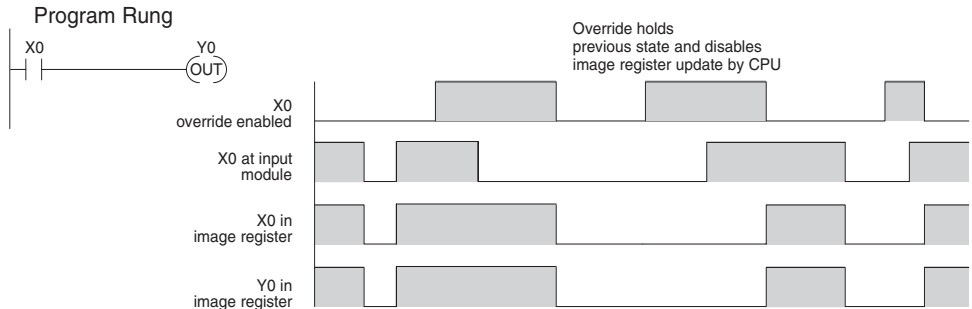 Program Rung
X0
Y0
OUT
Override holds
previous state and disables
image register update by CPU
X0
override enabled
X0 at input
module
X0 in
image register
Y0 in
image register